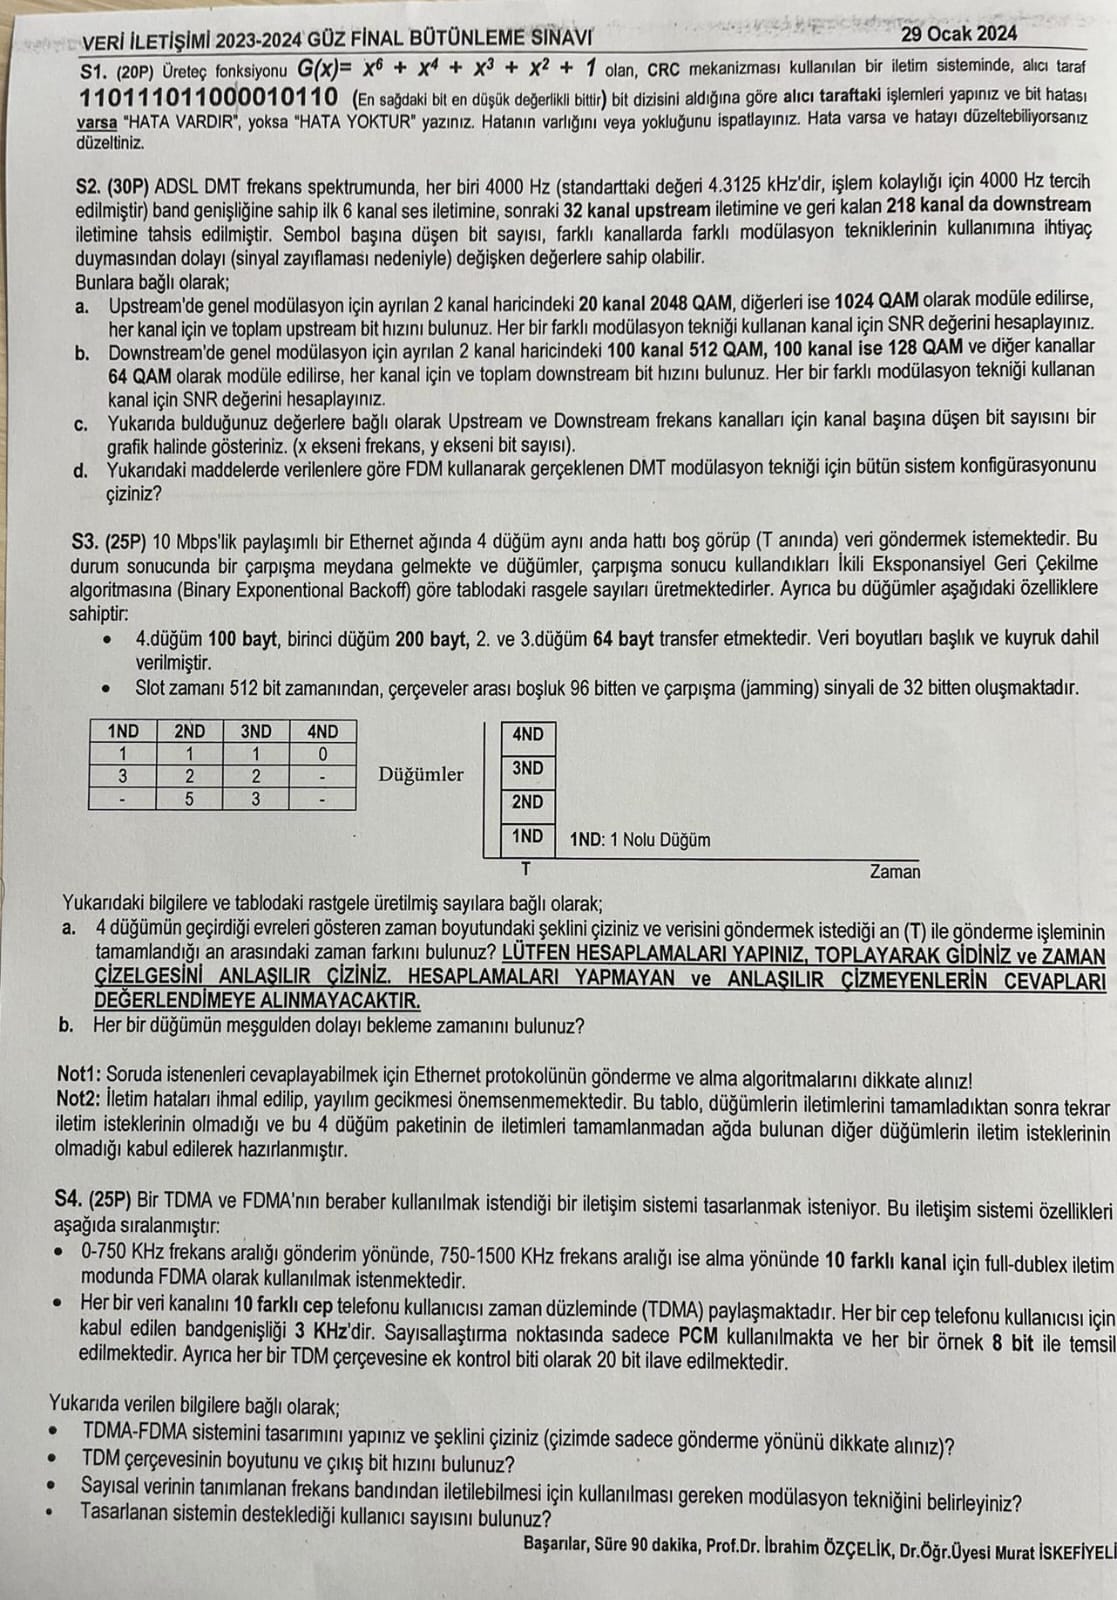 VERİ İLETİŞİMİ 2023-2024 GÜZ FİNAL BÜTÜNLEME SINAVI 29 Ocak 2024
S1. (20P) Üreteç fonksiyonu G(x)= x⁶ + x⁴ + x³ + x² + 1 olan, CRC mekanizması kullanılan bir iletim sisteminde, alıcı taraf
110111011000010110 (En sağdaki bit en düşük değerlikli bittir) bit dizisini aldığına göre alıcı taraftaki işlemleri yapınız ve bit hatası
varsa "HATA VARDIR", yoksa "HATA YOKTUR" yazınız. Hatanın varlığını veya yokluğunu ispatlayınız. Hata varsa ve hatayı düzeltebiliyorsanız
düzeltiniz.
S2. (30P) ADSL DMT frekans spektrumunda, her biri 4000 Hz (standarttaki değeri 4.3125 kHz'dir, işlem kolaylığı için 4000 Hz tercih
edilmiştir) band genişliğine sahip ilk 6 kanal ses iletimine, sonraki 32 kanal upstream iletimine ve geri kalan 218 kanal da downstream
iletimine tahsis edilmiştir. Sembol başına düşen bit sayısı, farklı kanallarda farklı modülasyon tekniklerinin kullanımına ihtiyaç
duymasından dolayı (sinyal zayıflaması nedeniyle) değişken değerlere sahip olabilir.
Bunlara bağlı olarak;
a. Upstream'de genel modülasyon için ayrılan 2 kanal haricindeki 20 kanal 2048 QAM, diğerleri ise 1024 QAM olarak modüle edilirse,
her kanal için ve toplam upstream bit hızını bulunuz. Her bir farklı modülasyon tekniği kullanan kanal için SNR değerini hesaplayınız.
b. Downstream'de genel modülasyon için ayrılan 2 kanal haricindeki 100 kanal 512 QAM, 100 kanal ise 128 QAM ve diğer kanallar
64 QAM olarak modüle edilirse, her kanal için ve toplam downstream bit hızını bulunuz. Her bir farklı modülasyon tekniği kullanan
kanal için SNR değerini hesaplayınız.
c. Yukarıda bulduğunuz değerlere bağlı olarak Upstream ve Downstream frekans kanalları için kanal başına düşen bit sayısını bir
grafik halinde gösteriniz. (x ekseni frekans, y ekseni bit sayısı).
d. Yukarıdaki maddelerde verilenlere göre FDM kullanarak gerçeklenen DMT modülasyon tekniği için bütün sistem konfigürasyonunu
çiziniz?
S3. (25P) 10 Mbps'lik paylaşımlı bir Ethernet ağında 4 düğüm aynı anda hattı boş görüp (T anında) veri göndermek istemektedir. Bu
durum sonucunda bir çarpışma meydana gelmekte ve düğümler, çarpışma sonucu kullandıkları İkili Eksponansiyel Geri Çekilme
algoritmasına (Binary Exponentional Backoff) göre tablodaki rasgele sayıları üretmektedirler. Ayrıca bu düğümler aşağıdaki özelliklere
sahiptir:
• 4.düğüm 100 bayt, birinci düğüm 200 bayt, 2. ve 3.düğüm 64 bayt transfer etmektedir. Veri boyutları başlık ve kuyruk dahil
verilmiştir.
• Slot zamanı 512 bit zamanından, çerçeveler arası boşluk 96 bitten ve çarpışma (jamming) sinyali de 32 bitten oluşmaktadır.
1ND 2ND 3ND 4ND
1 1 1 0
3 2 2 -
- 5 3 -
Düğümler
4ND
3ND
2ND
1ND 1ND: 1 Nolu Düğüm
T Zaman
Yukarıdaki bilgilere ve tablodaki rastgele üretilmiş sayılara bağlı olarak;
a. 4 düğümün geçirdiği evreleri gösteren zaman boyutundaki şeklini çiziniz ve verisini göndermek istediği an (T) ile gönderme işleminin
tamamlandığı an arasındaki zaman farkını bulunuz? LÜTFEN HESAPLAMALARI YAPINIZ, TOPLAYARAK GİDİNİZ ve ZAMAN
ÇİZELGESİNİ ANLAŞILIR ÇİZİNİZ. HESAPLAMALARI YAPMAYAN ve ANLAŞILIR ÇİZMEYENLERİN CEVAPLARI
DEĞERLENDİMEYE ALINMAYACAKTIR.
b. Her bir düğümün meşgulden dolayı bekleme zamanını bulunuz?
Not1: Soruda istenenleri cevaplayabilmek için Ethernet protokolünün gönderme ve alma algoritmalarını dikkate alınız!
Not2: İletim hataları ihmal edilip, yayılım gecikmesi önemsenmemektedir. Bu tablo, düğümlerin iletimlerini tamamladıktan sonra tekrar
iletim isteklerinin olmadığı ve bu 4 düğüm paketinin de iletimleri tamamlanmadan ağda bulunan diğer düğümlerin iletim isteklerinin
olmadığı kabul edilerek hazırlanmıştır.
S4. (25P) Bir TDMA ve FDMA'nın beraber kullanılmak istendiği bir iletişim sistemi tasarlanmak isteniyor. Bu iletişim sistemi özellikleri
aşağıda sıralanmıştır:
• 0-750 KHz frekans aralığı gönderim yönünde, 750-1500 KHz frekans aralığı ise alma yönünde 10 farklı kanal için full-dublex iletim
modunda FDMA olarak kullanılmak istenmektedir.
• Her bir veri kanalını 10 farklı cep telefonu kullanıcısı zaman düzleminde (TDMA) paylaşmaktadır. Her bir cep telefonu kullanıcısı için
kabul edilen bandgenişliği 3 KHz'dir. Sayısallaştırma noktasında sadece PCM kullanılmakta ve her bir örnek 8 bit ile temsil
edilmektedir. Ayrıca her bir TDM çerçevesine ek kontrol biti olarak 20 bit ilave edilmektedir.
Yukarıda verilen bilgilere bağlı olarak;
• TDMA-FDMA sistemini tasarımını yapınız ve şeklini çiziniz (çizimde sadece gönderme yönünü dikkate alınız)?
• TDM çerçevesinin boyutunu ve çıkış bit hızını bulunuz?
• Sayısal verinin tanımlanan frekans bandından iletilebilmesi için kullanılması gereken modülasyon tekniğini belirleyiniz?
• Tasarlanan sistemin desteklediği kullanıcı sayısını bulunuz?
Başarılar, Süre 90 dakika, Prof.Dr. İbrahim ÖZÇELİK, Dr.Öğr.Üyesi Murat İSKEFİYELİ